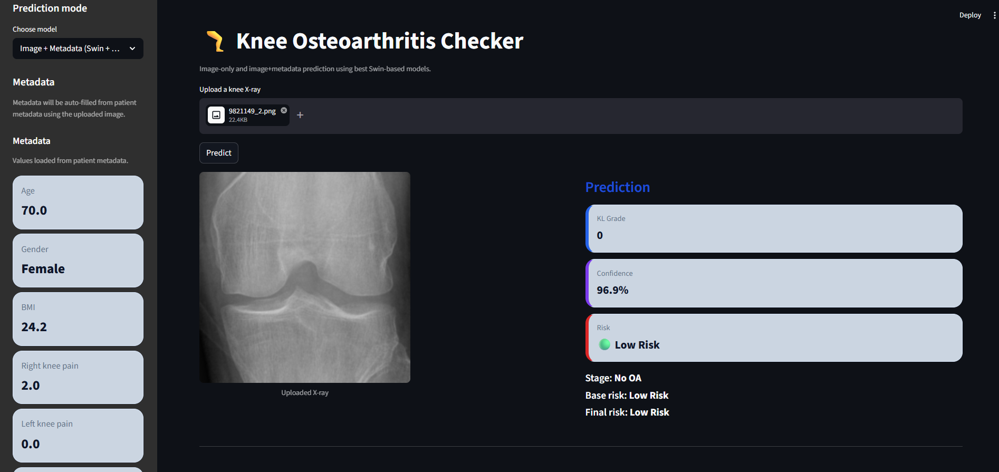 Prediction mode
Choose model
Image + Metadata (Swin + ...
Metadata
Metadata will be auto-filled from patient
metadata using the uploaded image.
Metadata
Values loaded from patient metadata.
Age
70.0
Gender
Female
BMI
24.2
Right knee pain
2.0
Left knee pain
0.0
Deploy
Knee Osteoarthritis Checker
Image-only and image+metadata prediction using best Swin-based models.
Upload a knee X-ray
9821149_2.png
22.4KB
Predict
Uploaded X-ray
Prediction
KL Grade
0
Confidence
96.9%
Risk
Low Risk
Stage: No OA
Base risk: Low Risk
Final risk: Low Risk